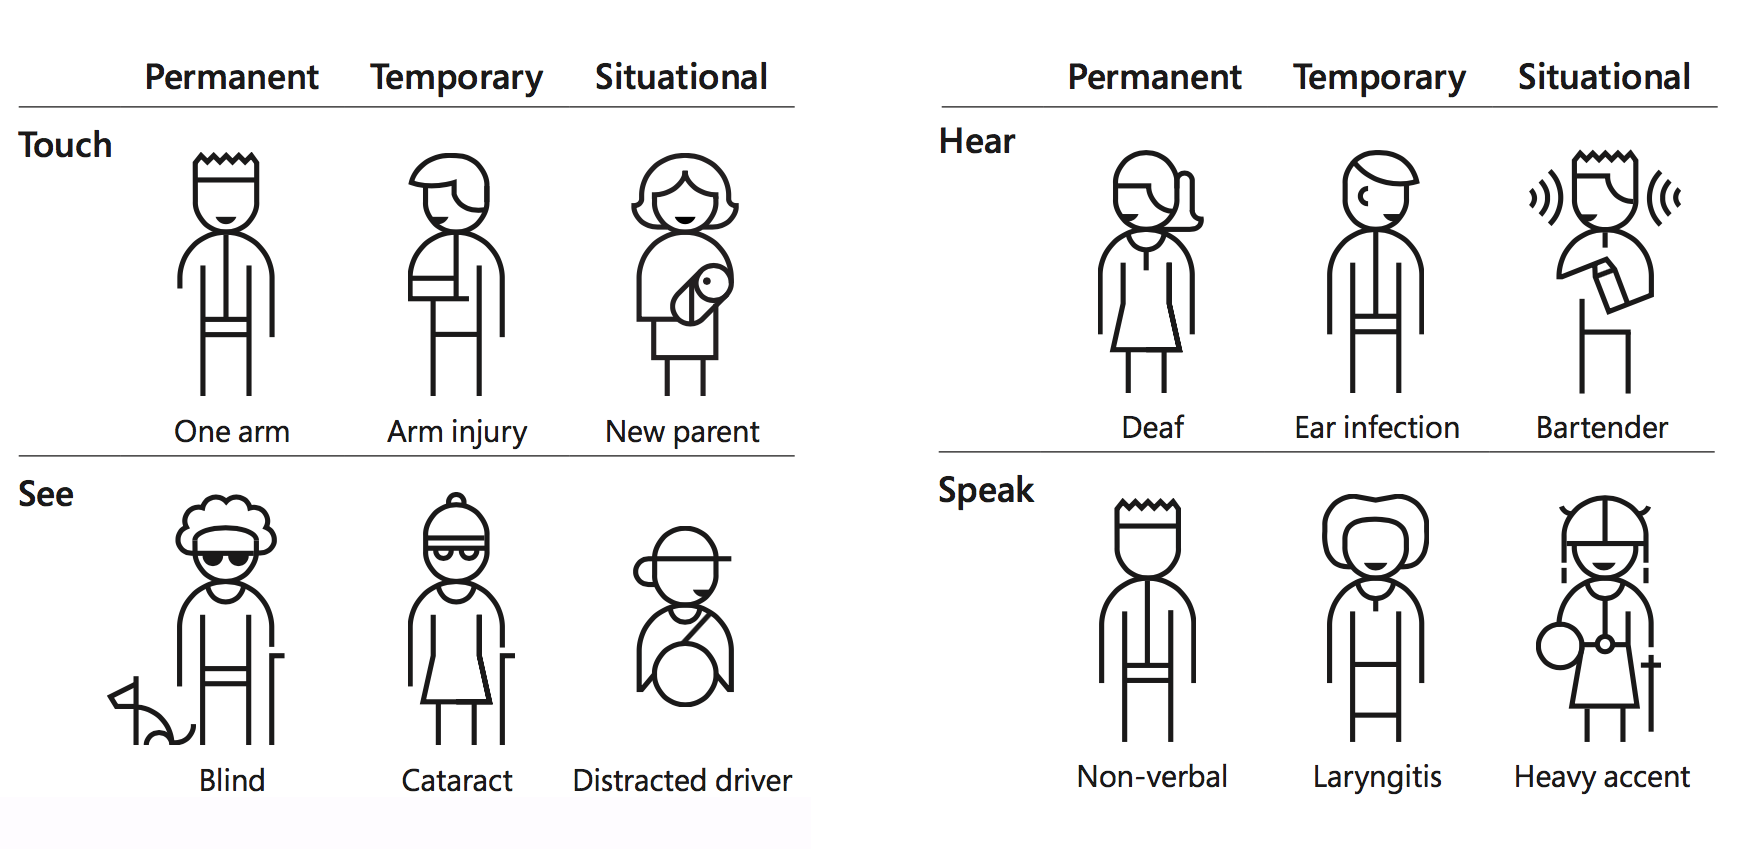 Permanent Temporary Situational
Touch
One arm Arm injury New parent
See
Blind Cataract Distracted driver
Permanent Temporary Situational
Hear
Deaf Ear infection Bartender
Speak
Non-verbal Laryngitis Heavy accent